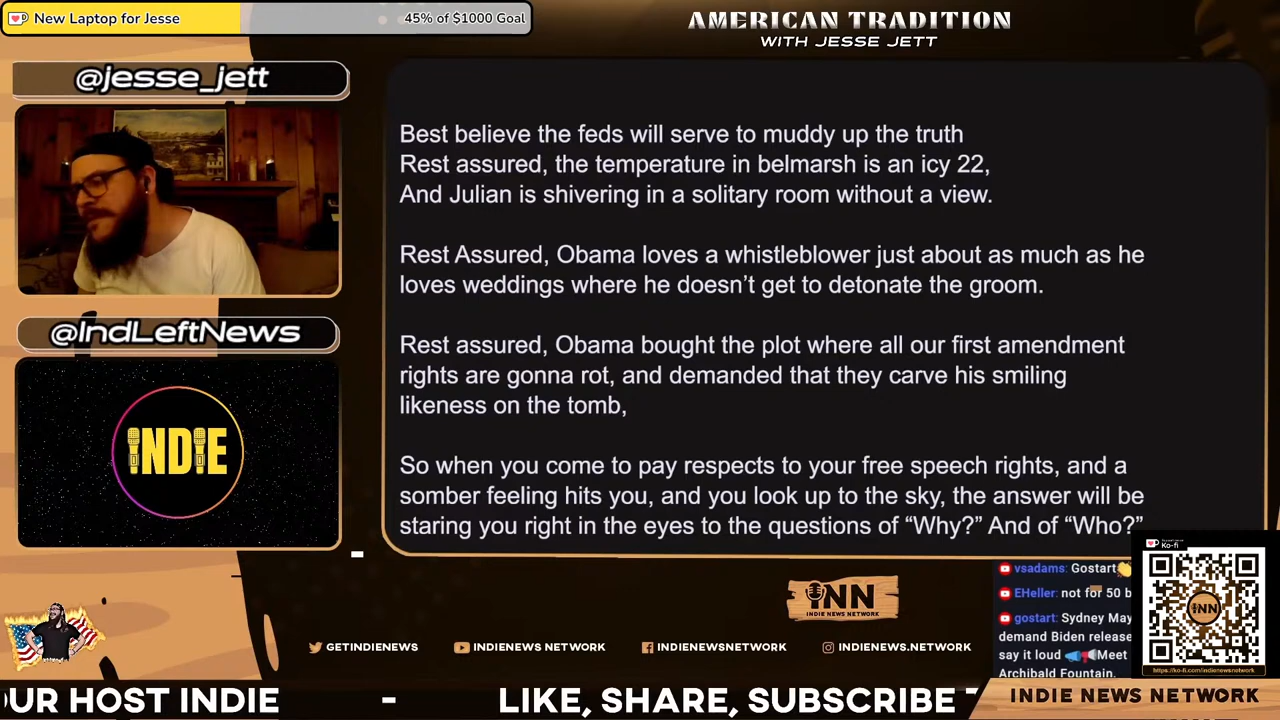 New Laptop for Jesse
45% of $1000 Goal
AMERICAN TRADITION
WITH JESSE JETT
@jesse_jett
Best believe the feds will serve to muddy up the truth
Rest assured, the temperature in belmarsh is an icy 22,
And Julian is shivering in a solitary room without a view.
Rest Assured, Obama loves a whistleblower just about as much as he
loves weddings where he doesn’t get to detonate the groom.
Rest assured, Obama bought the plot where all our first amendment
rights are gonna rot, and demanded that they carve his smiling
likeness on the tomb,
So when you come to pay respects to your free speech rights, and a
somber feeling hits you, and you look up to the sky, the answer will be
staring you right in the eyes to the questions of “Why?” And of “Who?”
@IndLeftNews
INDIE
INN
INDIE NEWS NETWORK
GETINDIENEWS
INDIENEWS NETWORK
INDIENEWSNETWORK
INDIENEWS.NETWORK
vsadams: Gostart
EHeller: not for 50 b
gostart: Sydney May
demand Biden release
say it loud Meet
Archibald Fountain.
Ko-fi
INN
https://ko-fi.com/indienewsnetwork
OUR HOST INDIE - LIKE, SHARE, SUBSCRIBE
INDIE NEWS NETWORK